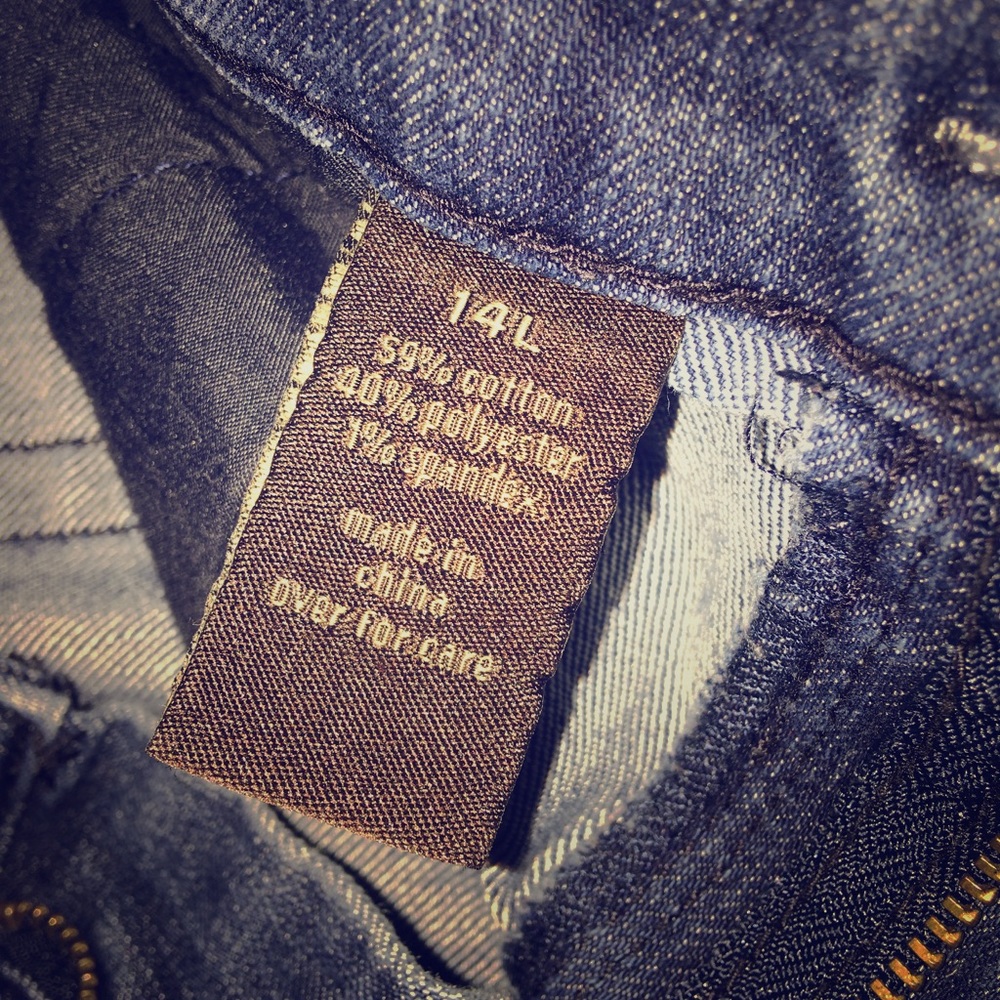 14L
59% cotton
40% polyester
1% spandex
made in
china
over for care